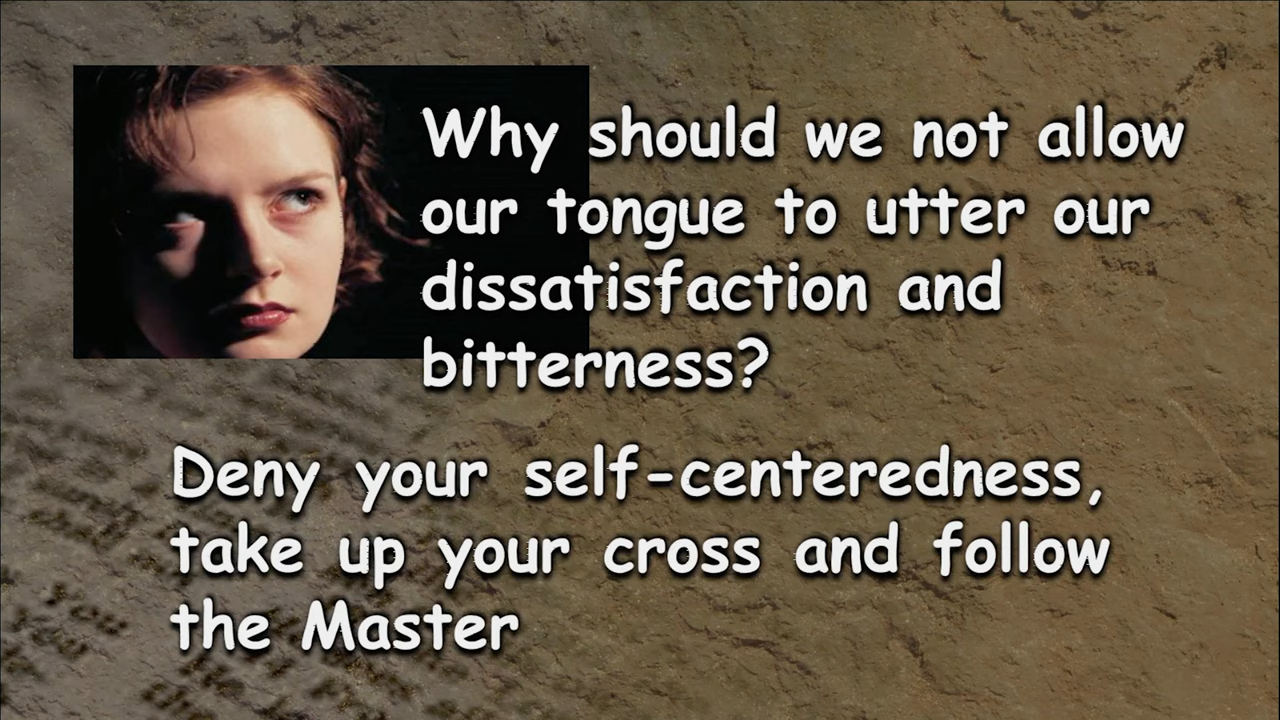 Why should we not allow
our tongue to utter our
dissatisfaction and
bitterness?
Deny your self-centeredness,
take up your cross and follow
the Master